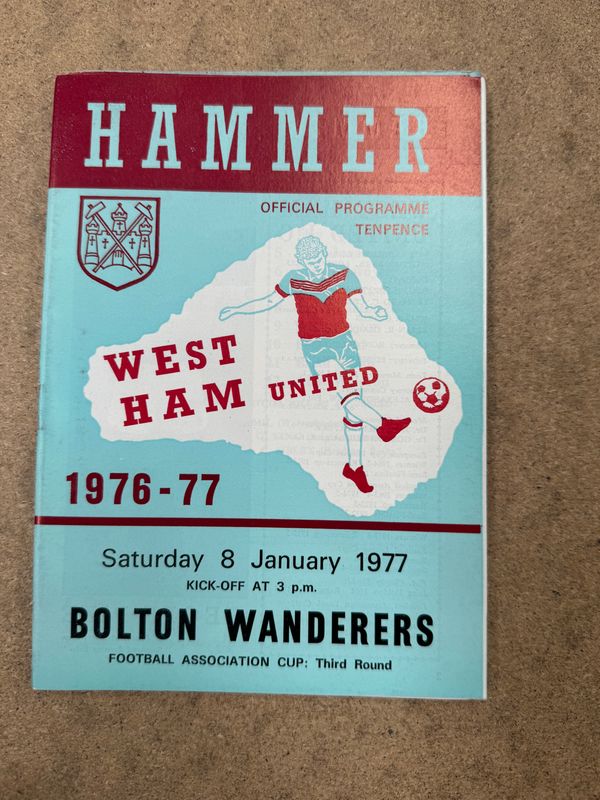 HAMMER
OFFICIAL PROGRAMME
TENPENCE
WEST
HAM UNITED
1976-77
Saturday 8 January 1977
KICK-OFF AT 3 p.m.
BOLTON WANDERERS
FOOTBALL ASSOCIATION CUP: Third Round